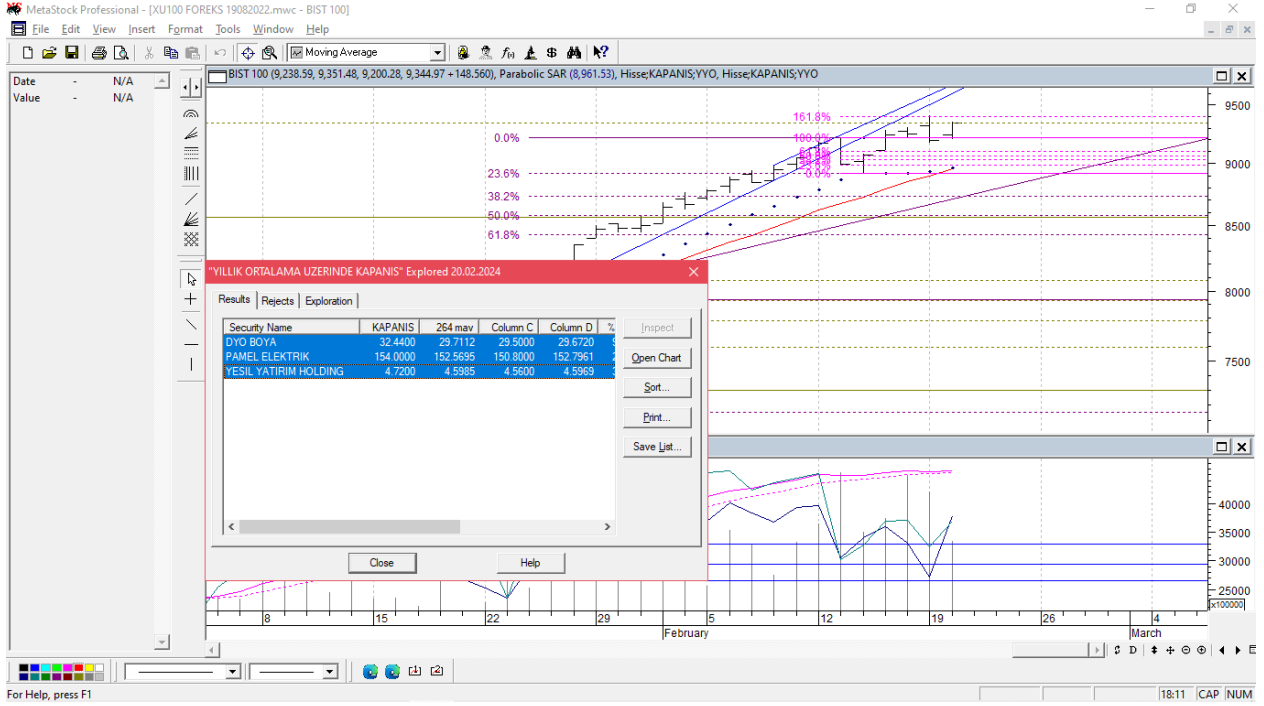 MetaStock Professional - [XU100 FOREKS 19082022.mwc - BIST 100]
File Edit View Insert Format Tools Window Help
Moving Average
Date - N/A
Value - N/A
BIST 100 (9,238.59, 9,351.48, 9,200.28, 9,344.97 +148.560), Parabolic SAR (8,961.53), Hisse;KAPANIS;YYO, Hisse;KAPANIS;YYO
161.8%
100.0%
0.0%
0.0%
23.6%
38.2%
50.0%
61.8%
9500
9000
8500
8000
7500
"YILLIK ORTALAMA UZERINDE KAPANIS" Explored 20.02.2024
Results Rejects Exploration
Security Name KAPANIS 264 mav Column C Column D %
DYO BOYA 32.4400 29.7112 29.5000 29.6720
PAMEL ELEKTRIK 154.0000 152.5695 150.8000 152.7961
YESIL YATIRIM HOLDING 4.7200 4.5985 4.5600 4.5969
Inspect
Open Chart
Sort...
Print...
Save List...
Close Help
40000
35000
30000
25000
x100000
8 15 22 29 5 12 19 26 4
February March
D
For Help, press F1
18:11 CAP NUM